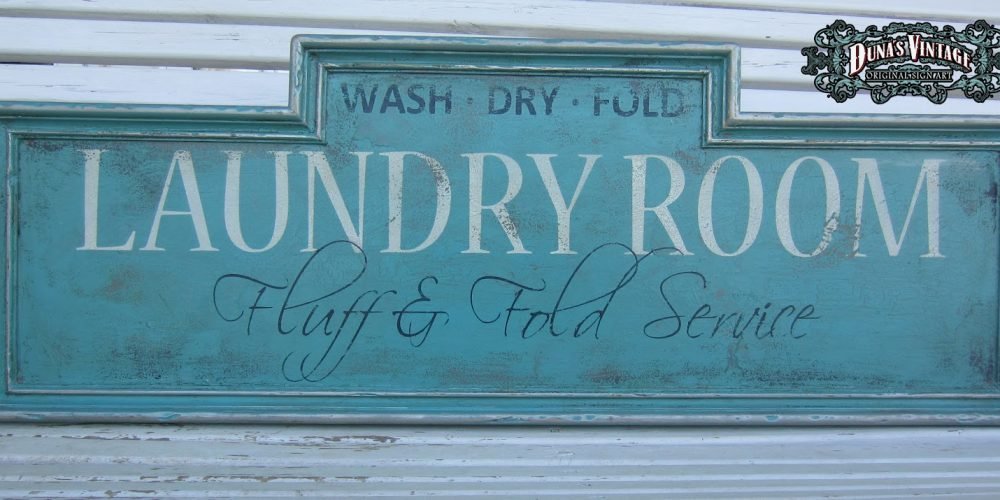 DUNA'S VINTAGE
ORIGINAL SIGN ART
WASH · DRY · FOLD
LAUNDRY ROOM
Fluff & Fold Service